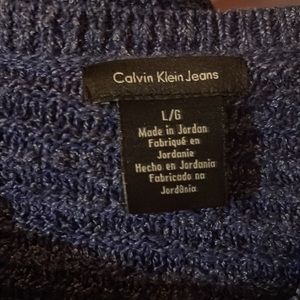 Calvin Klein Jeans
L/G
Made in Jordan
Fabriqué en
Jordanie
Hecho en Jordania
Fabricado na
Jordânia